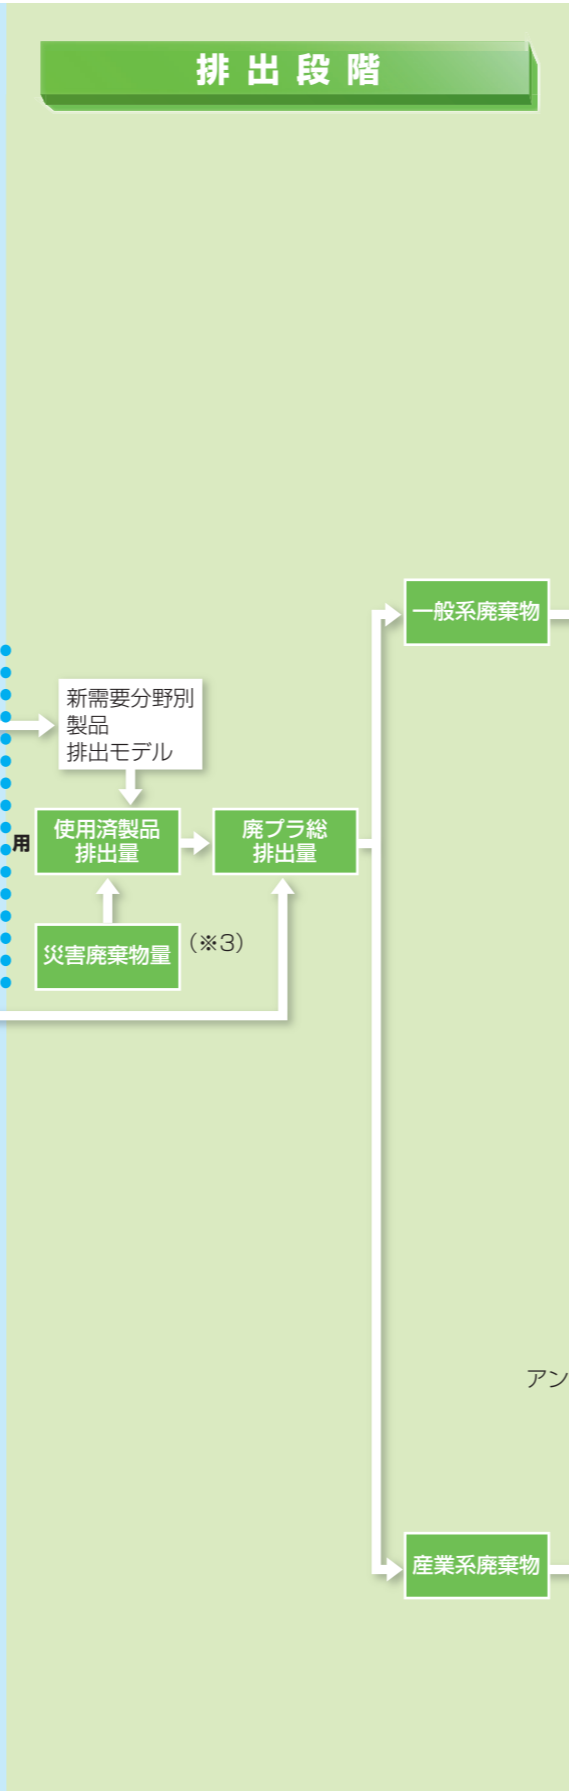 排出段階
一般系廃棄物
新需要分野別
製品
排出モデル
用
使用済製品
排出量
廃プラ総
排出量
災害廃棄物量
（※3）
アン
産業系廃棄物